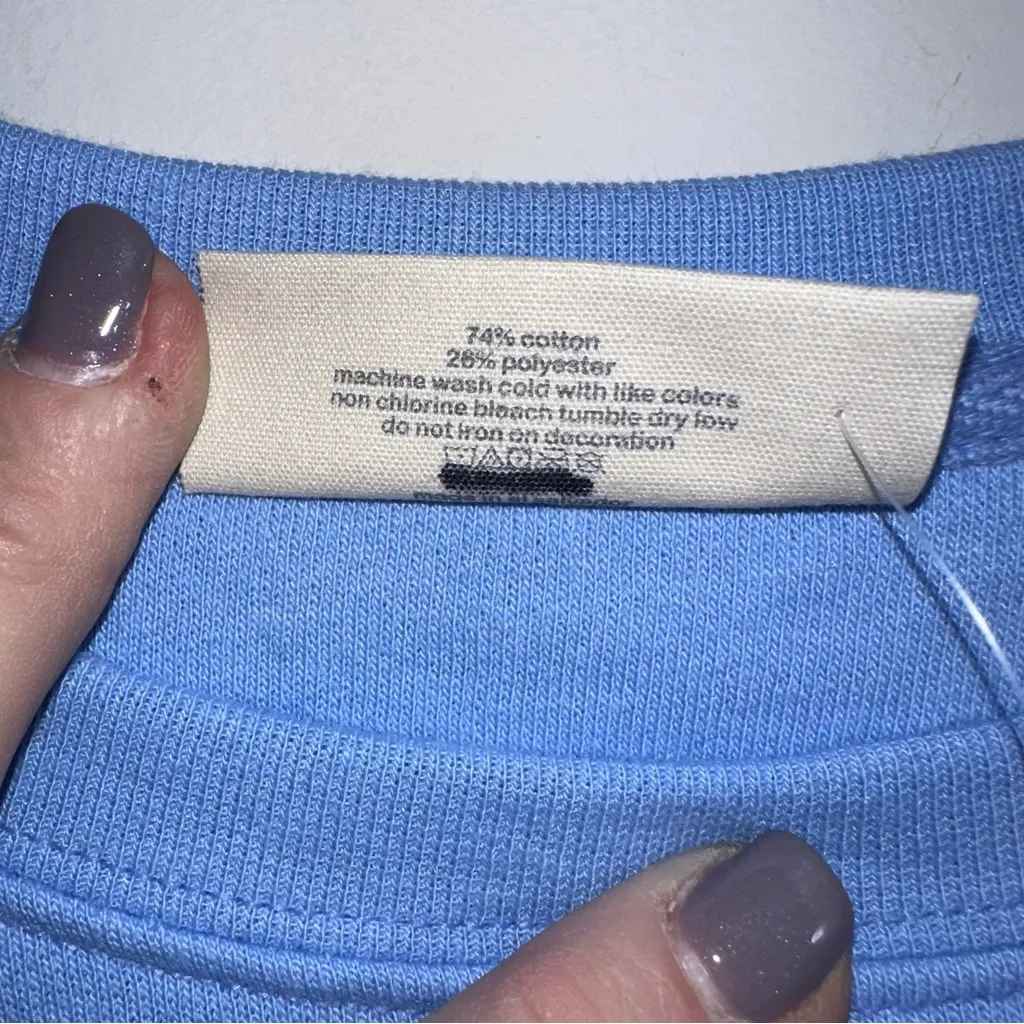 74% cotton
26% polyester
machine wash cold with like colors
non chlorine bleach tumble dry low
do not iron on decoration